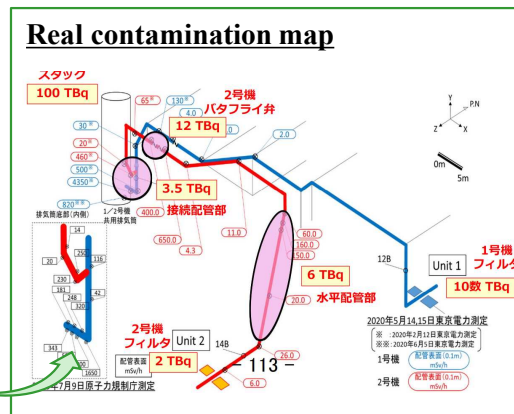 Real contamination map
スタック
100 TBq
2号機
バタフライ弁
12 TBq
65※
130※
4.0
2.0
30※
20※
460※
500※
4350※
820※※
3.5 TBq
接続配管部
400.0
650.0
4.3
11.0
排気筒底部(内側)
1/2号機
共用排気筒
14
20
230
116
181
248
42
320
343
1650
60.0
160.0
150.0
6 TBq
20.0
水平配管部
12B
Unit 1
1号機
フィルタ
10数 TBq
2号機
フィルタ
Unit 2
14B
2 TBq
26.0
6.0
- 113 -
年7月9日原子力規制庁測定
配管表面
mSv/h
2020年5月14,15日東京電力測定
※ :2020年2月12日東京電力測定
※※:2020年6月5日東京電力測定
1号機
配管表面(0.1m)
mSv/h
2号機
配管表面(0.1m)
mSv/h
Y
P.N
Z
X
0m
5m